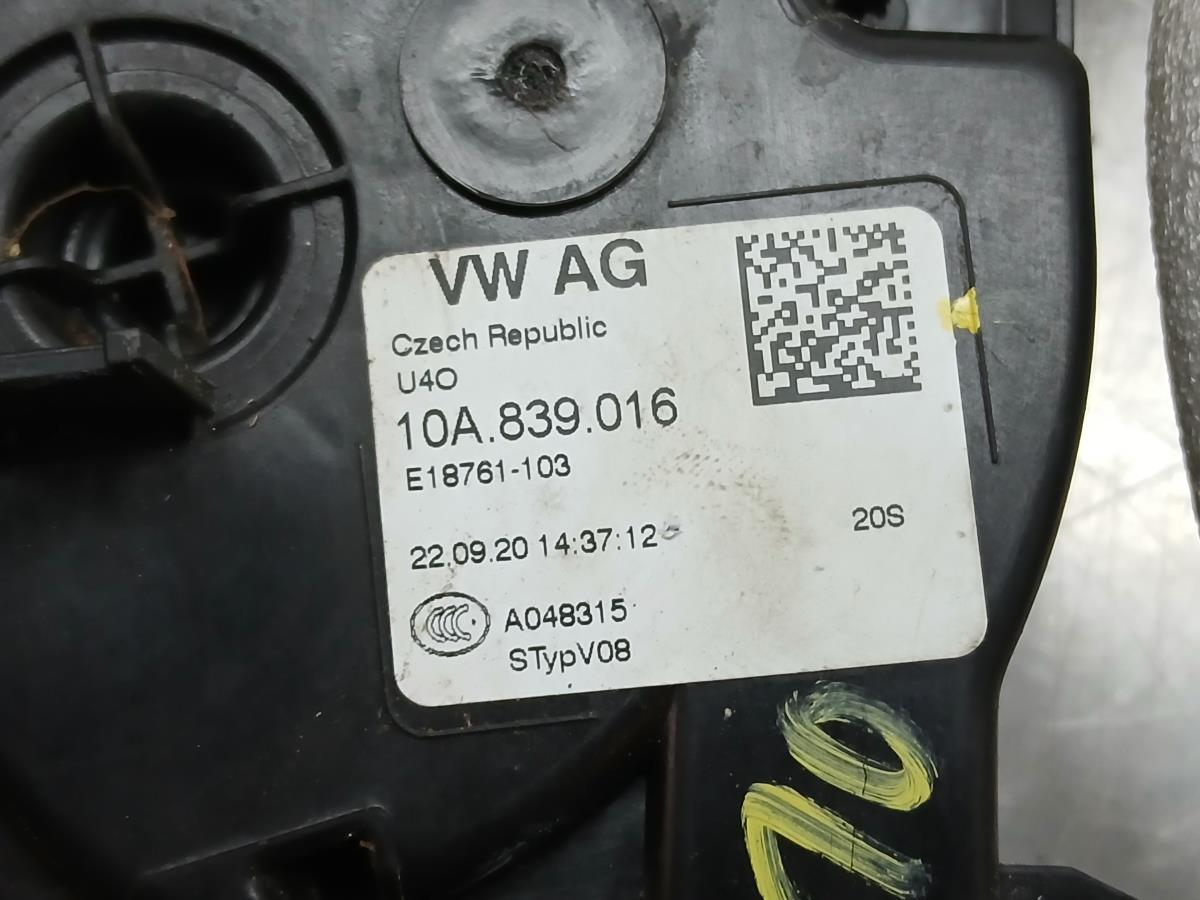 VW AG
Czech Republic
U4O
10A.839.016
E18761-103
20S
22.09.20 14:37:12
CCC
A048315
STypV08